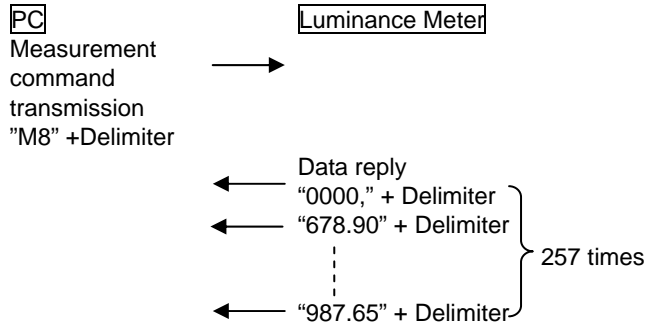 PC
Luminance Meter
Measurement
command
transmission
”M8” +Delimiter
Data reply
“0000,” + Delimiter
“678.90” + Delimiter
257 times
“987.65” + Delimiter